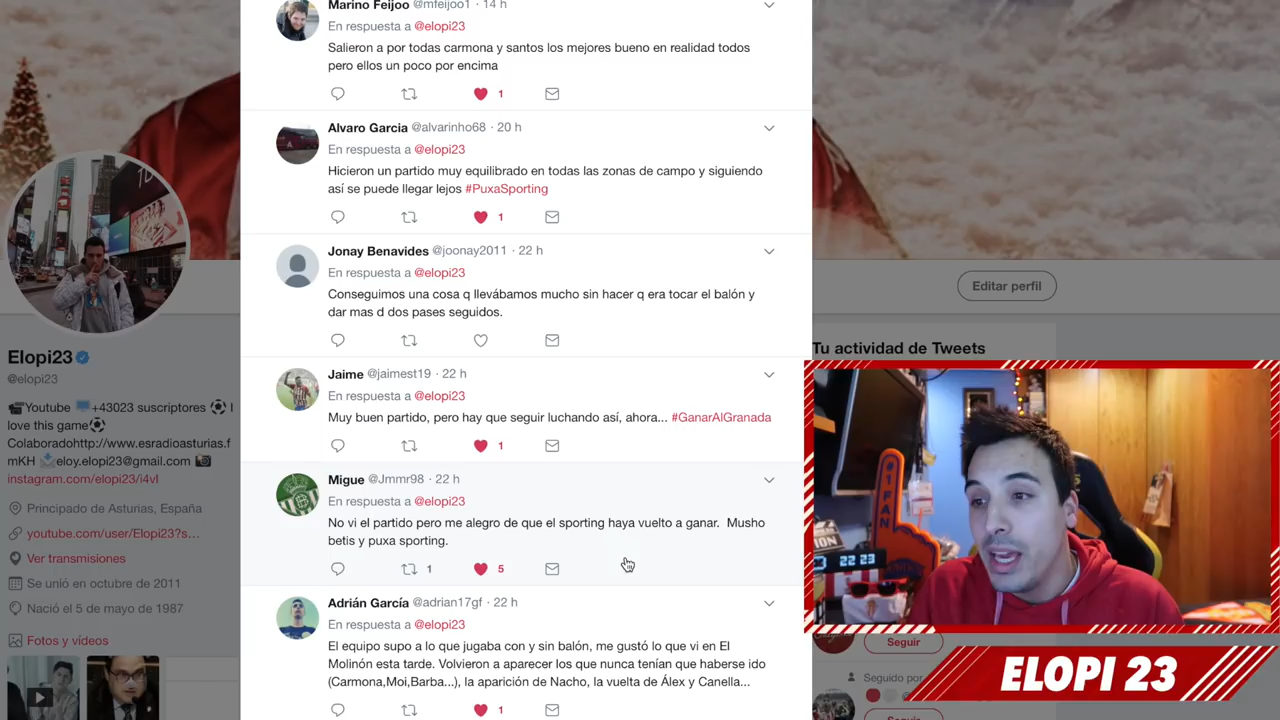 Marino Feijoo @mfeijoo1 · 14 h
En respuesta a @elopi23
Salieron a por todas carmona y santos los mejores bueno en realidad todos
pero ellos un poco por encima
1
Alvaro Garcia @alvarinho68 · 20 h
En respuesta a @elopi23
Hicieron un partido muy equilibrado en todas las zonas de campo y siguiendo
así se puede llegar lejos #PuxaSporting
1
Jonay Benavides @joonay2011 · 22 h
En respuesta a @elopi23
Conseguimos una cosa q llevábamos mucho sin hacer q era tocar el balón y
dar mas d dos pases seguidos.
Jaime @jaimest19 · 22 h
En respuesta a @elopi23
Muy buen partido, pero hay que seguir luchando así, ahora... #GanarAlGranada
1
Migue @Jmmr98 · 22 h
En respuesta a @elopi23
No vi el partido pero me alegro de que el sporting haya vuelto a ganar. Musho
betis y puxa sporting.
1 5
Adrián García @adrian17gf · 22 h
En respuesta a @elopi23
El equipo supo a lo que jugaba con y sin balón, me gustó lo que vi en El
Molinón esta tarde. Volvieron a aparecer los que nunca tenían que haberse ido
(Carmona,Moi,Barba...), la aparición de Nacho, la vuelta de Álex y Canella...
1
Elopi23
@elopi23
Youtube +43023 suscriptores I
love this game
Colaboradohttp://www.esradioasturias.f
mKH eloy.elopi23@gmail.com
instagram.com/elopi23/i4vI
Principado de Asturias, España
youtube.com/user/Elopi23?s...
Ver transmisiones
Se unió en octubre de 2011
Nació el 5 de mayo de 1987
Fotos y vídeos
Editar perfil
Tu actividad de Tweets
#1 FAN
22 23
Seguir
Seguido por
Seguir
ELOPI 23